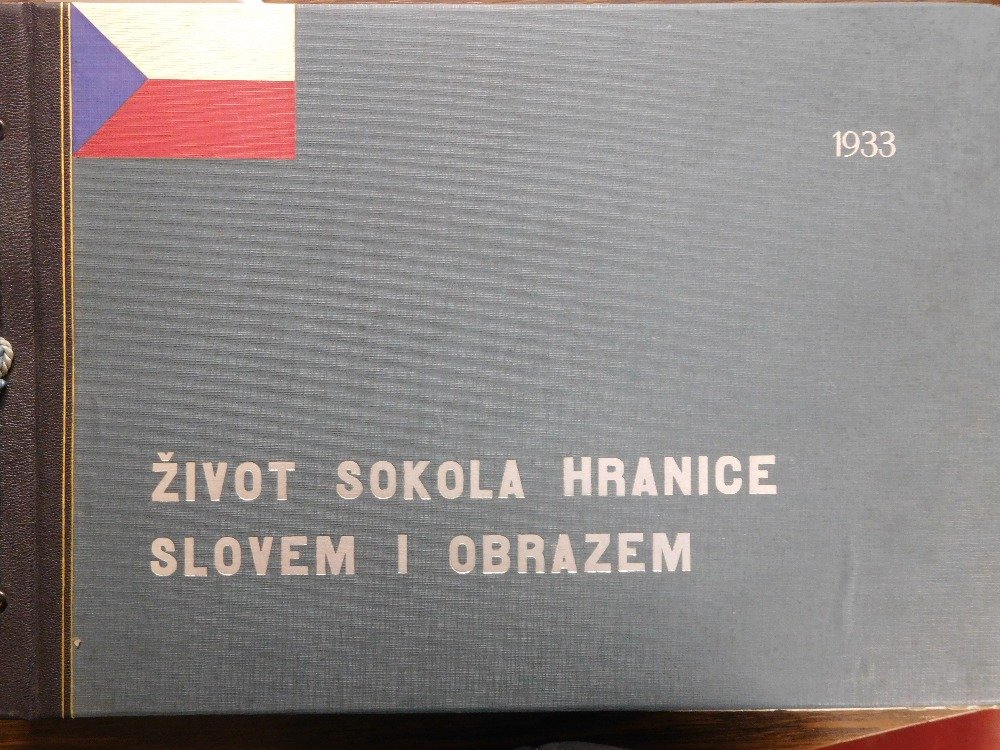 1933
ŽIVOT SOKOLA HRANICE
SLOVEM I OBRAZEM